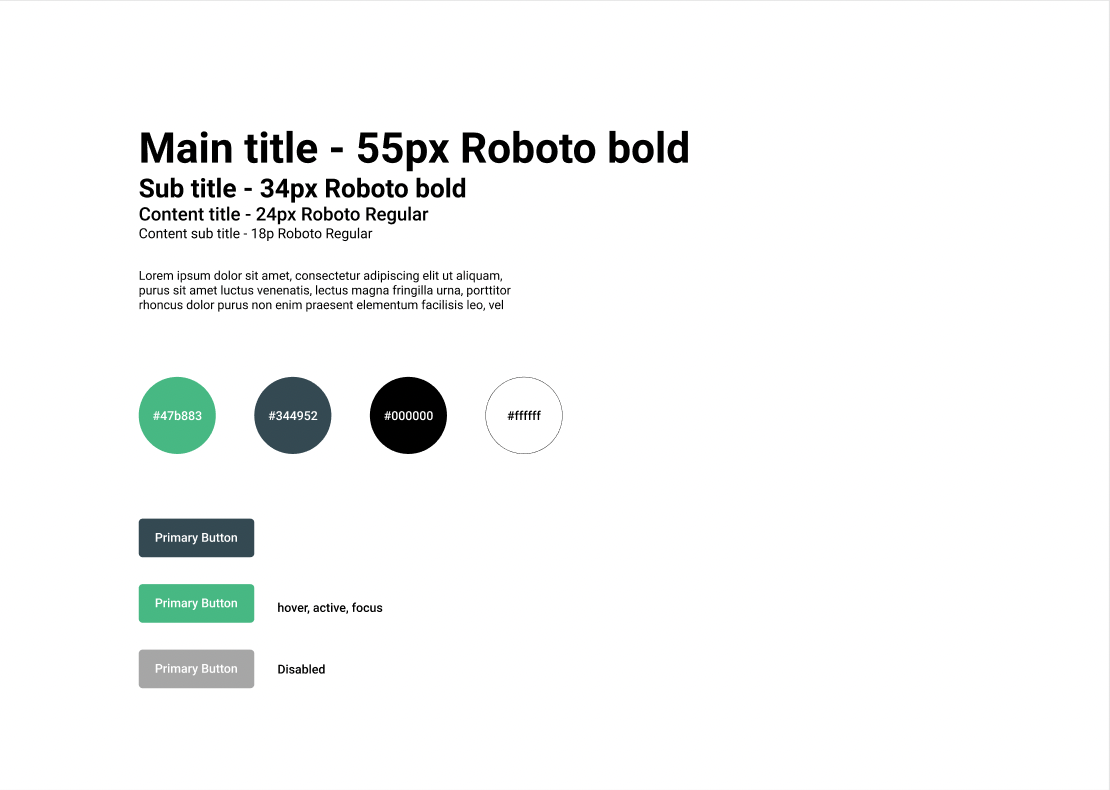 Main title - 55px Roboto bold
Sub title - 34px Roboto bold
Content title - 24px Roboto Regular
Content sub title - 18p Roboto Regular
Lorem ipsum dolor sit amet, consectetur adipiscing elit ut aliquam,
purus sit amet luctus venenatis, lectus magna fringilla urna, porttitor
rhoncus dolor purus non enim praesent elementum facilisis leo, vel
#47b883 #344952 #000000 #ffffff
Primary Button
Primary Button hover, active, focus
Primary Button Disabled